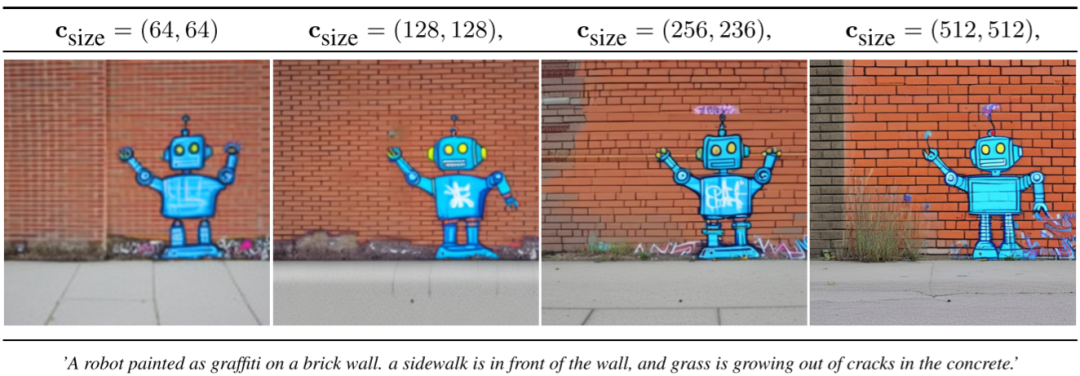 c_size = (64, 64)
c_size = (128, 128),
c_size = (256, 236),
c_size = (512, 512),
'A robot painted as graffiti on a brick wall. a sidewalk is in front of the wall, and grass is growing out of cracks in the concrete.'